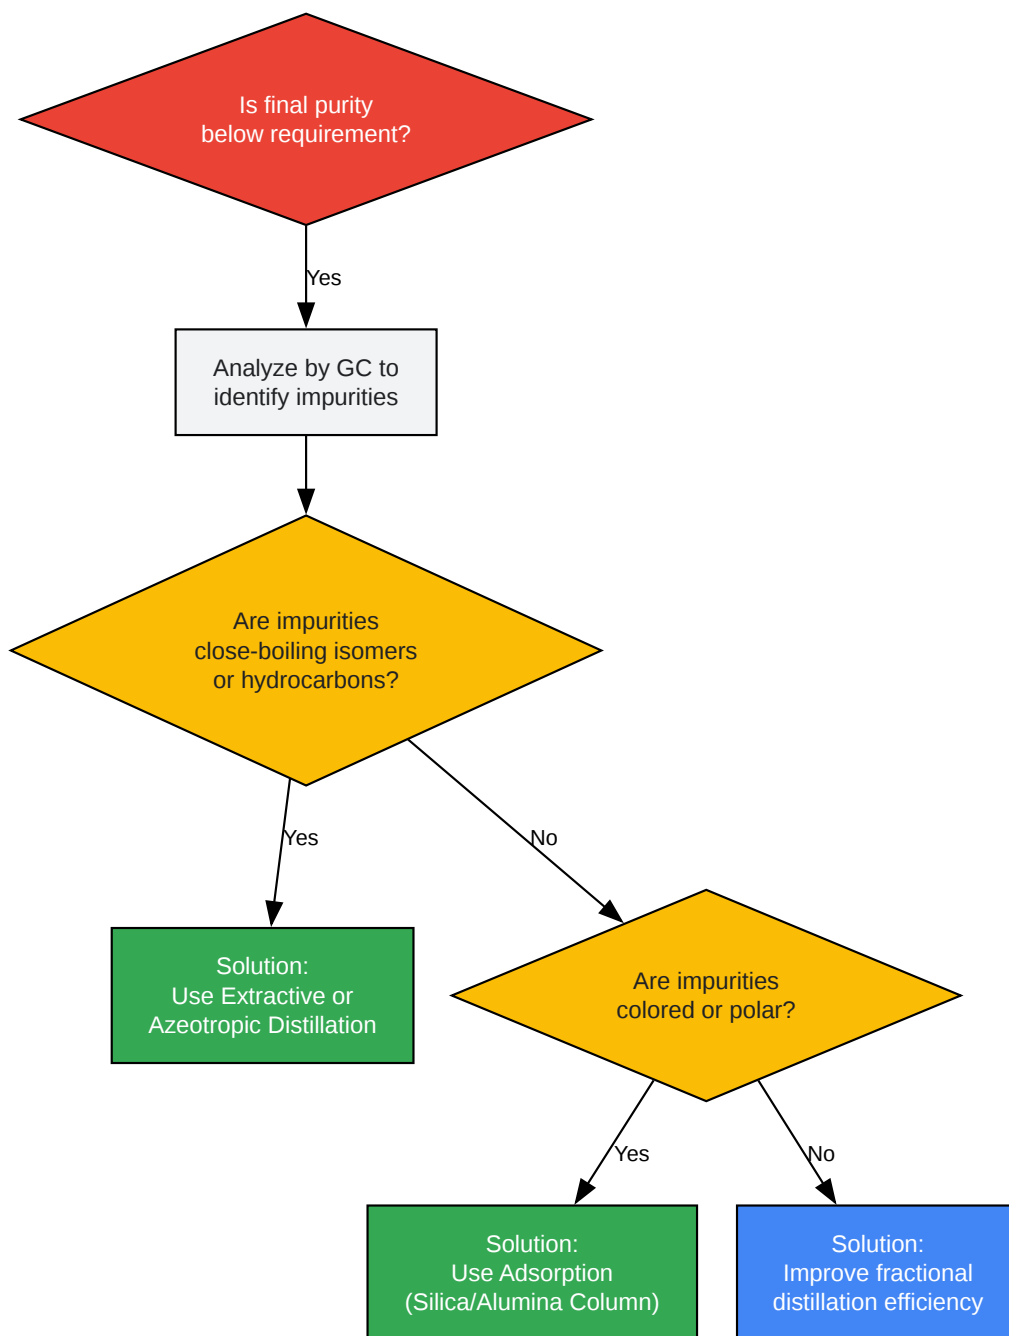 Is final purity
below requirement?
Yes
Analyze by GC to
identify impurities
Are impurities
close-boiling isomers
or hydrocarbons?
Yes
No
Solution:
Use Extractive or
Azeotropic Distillation
Are impurities
colored or polar?
Yes
No
Solution:
Use Adsorption
(Silica/Alumina Column)
Solution:
Improve fractional
distillation efficiency